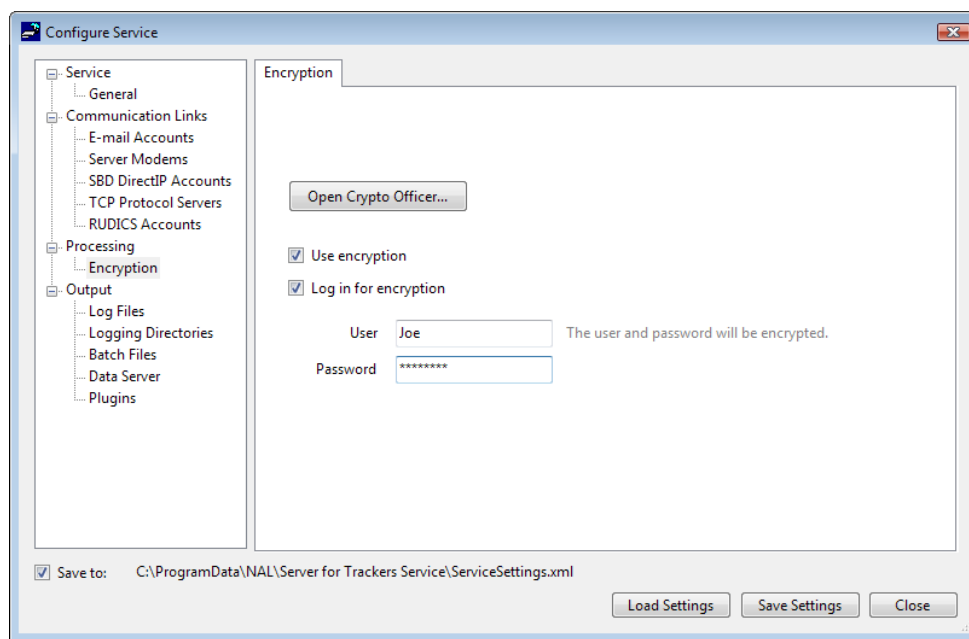 Configure Service
Service
General
Communication Links
E-mail Accounts
Server Modems
SBD DirectIP Accounts
TCP Protocol Servers
RUDICS Accounts
Processing
Encryption
Output
Log Files
Logging Directories
Batch Files
Data Server
Plugins
Encryption
Open Crypto Officer...
Use encryption
Log in for encryption
User Joe The user and password will be encrypted.
Password ********
Save to: C:\ProgramData\NAL\Server for Trackers Service\ServiceSettings.xml
Load Settings Save Settings Close